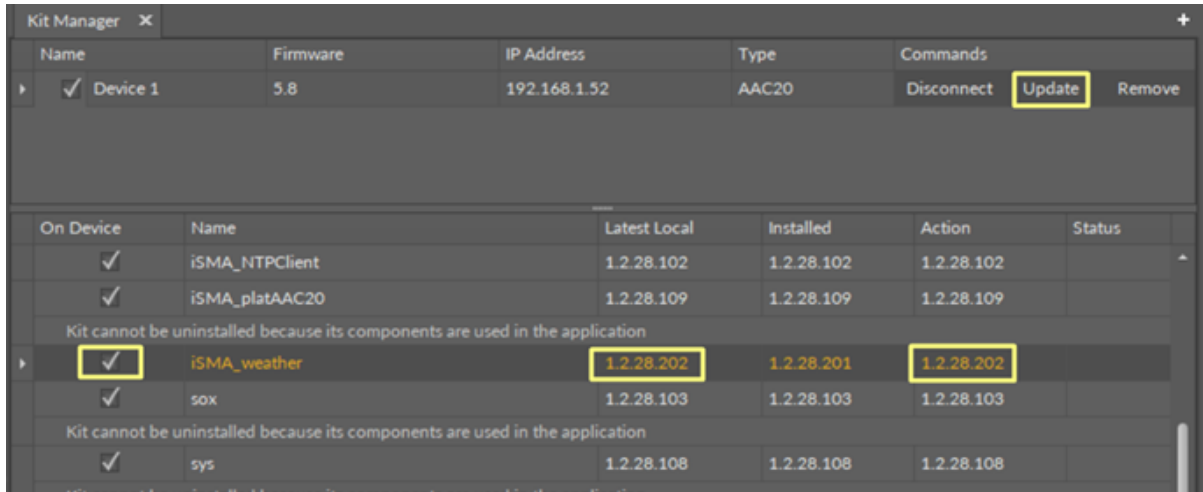 Kit Manager ✕ +
Name Firmware IP Address Type Commands
Device 1 5.8 192.168.1.52 AAC20 Disconnect Update Remove
On Device Name Latest Local Installed Action Status
iSMA_NTPClient 1.2.28.102 1.2.28.102 1.2.28.102
iSMA_platAAC20 1.2.28.109 1.2.28.109 1.2.28.109
Kit cannot be uninstalled because its components are used in the application
iSMA_weather 1.2.28.202 1.2.28.201 1.2.28.202
sox 1.2.28.103 1.2.28.103 1.2.28.103
Kit cannot be uninstalled because its components are used in the application
sys 1.2.28.108 1.2.28.108 1.2.28.108